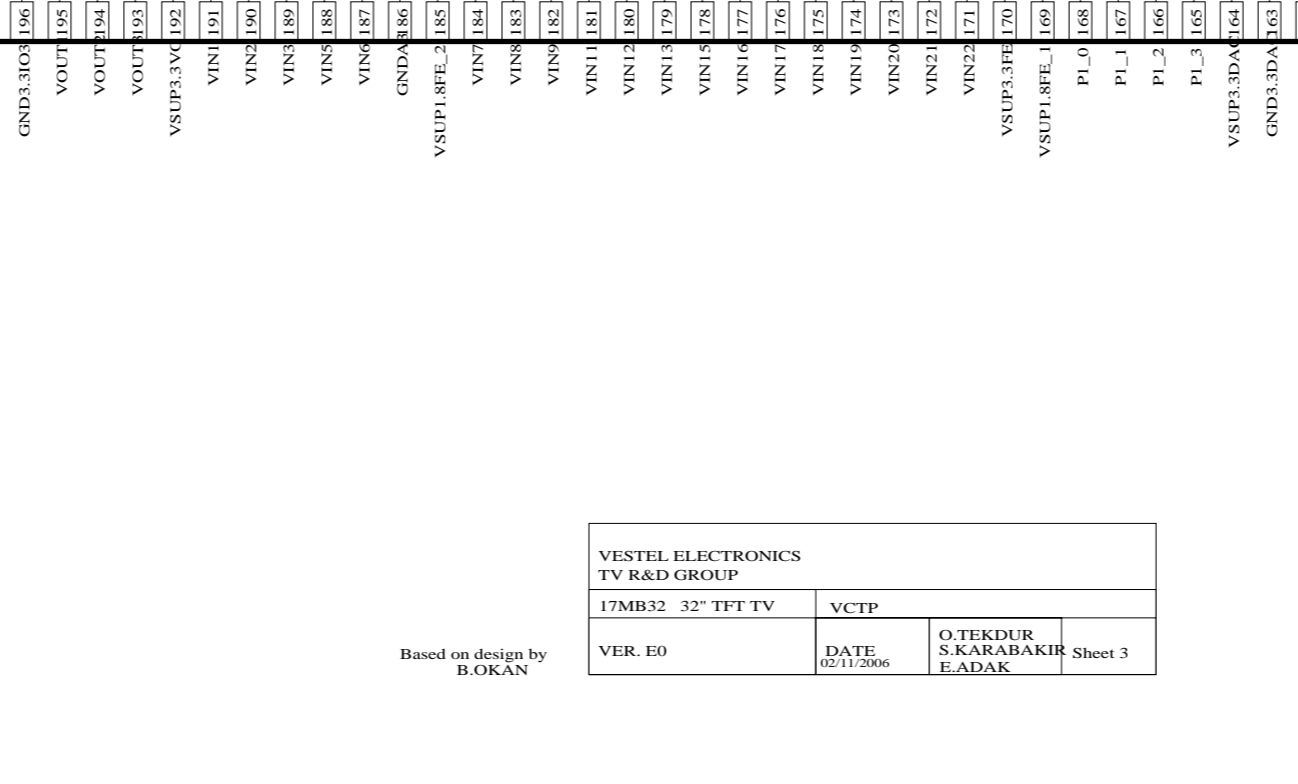 196 195 194 193 192 191 190 189 188 187 186 185 184 183 182 181 180 179 178 177 176 175 174 173 172 171 170 169 168 167 166 165 164 163
GND3.3IO3 VOUT1 VOUT2 VOUT3 VSUP3.3VO VIN1 VIN2 VIN3 VIN5 VIN6 VSUP1.8FE_2 VIN7 VIN8 VIN9 VIN11 VIN12 VIN13 VIN15 VIN16 VIN17 VIN18 VIN19 VIN20 VIN21 VIN22 VSUP3.3FE VSUP1.8FE_1 P1_0 P1_1 P1_2 P1_3 VSUP3.3DAC
VESTEL ELECTRONICS
TV R&D GROUP
17MB32 32" TFT TV VCTP
VER. E0
DATE
02/11/2006
O.TEKDUR
S.KARABAKIR
E.ADAK
Sheet 3
Based on design by
B.OKAN